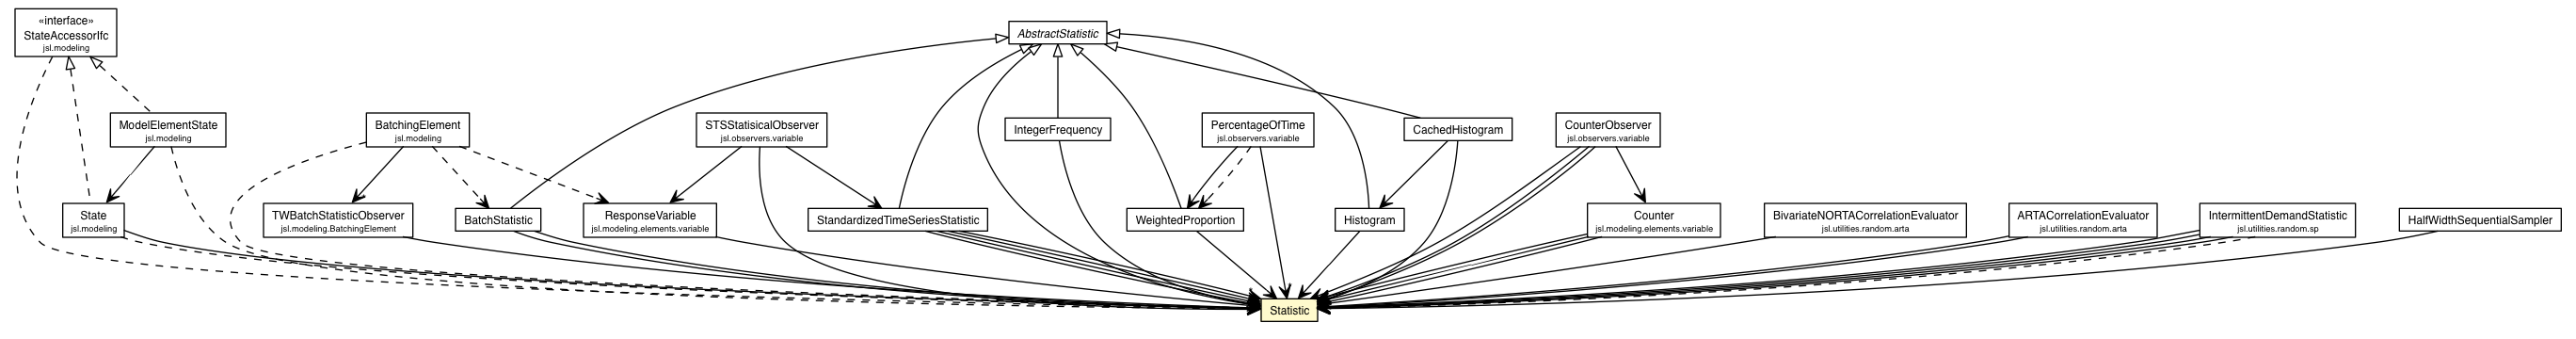 «interface»
StateAccessorIfc
jsl.modeling
AbstractStatistic
ModelElementState
jsl.modeling
BatchingElement
jsl.modeling
STSStatisicalObserver
jsl.observers.variable
IntegerFrequency
PercentageOfTime
jsl.observers.variable
CachedHistogram
CounterObserver
jsl.observers.variable
State
jsl.modeling
TWBatchStatisticObserver
jsl.modeling.BatchingElement
BatchStatistic
ResponseVariable
jsl.modeling.elements.variable
StandardizedTimeSeriesStatistic
WeightedProportion
Histogram
Counter
jsl.modeling.elements.variable
BivariateNORTACorrelationEvaluator
jsl.utilities.random.arta
ARTACorrelationEvaluator
jsl.utilities.random.arta
IntermittentDemandStatistic
jsl.utilities.random.sp
HalfWidthSequentialSampler
Statistic